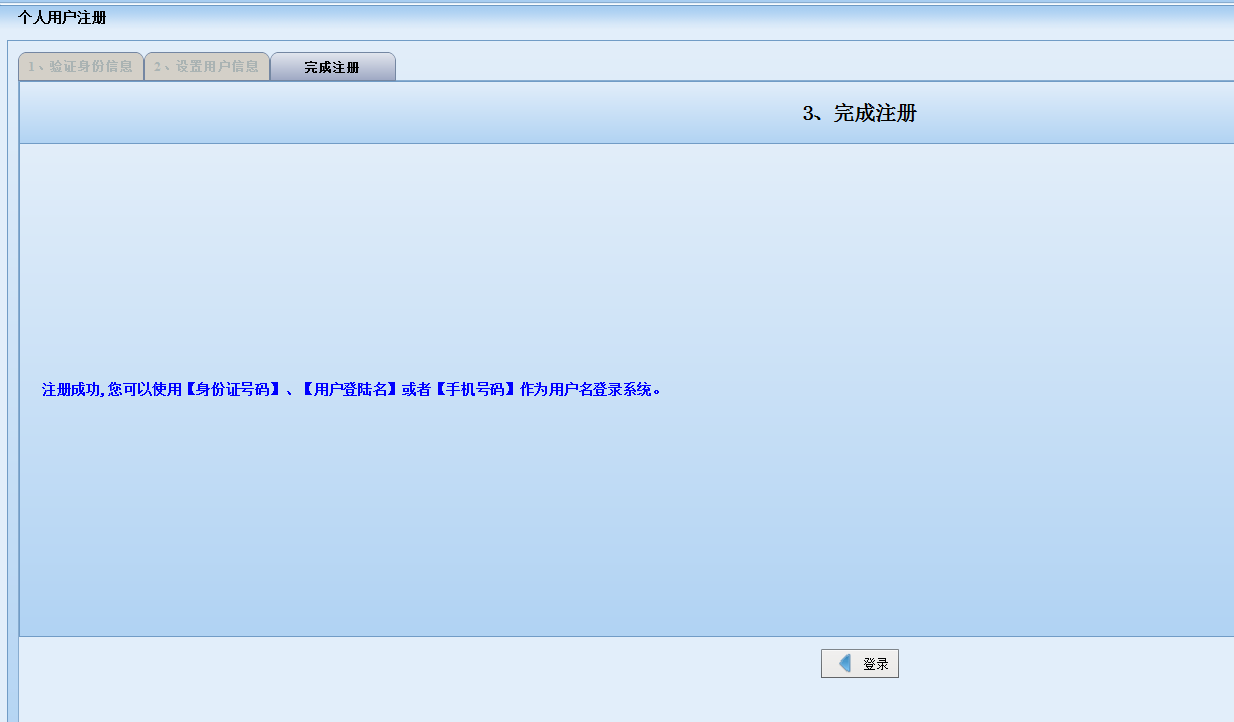 个人用户注册
1、验证身份信息
2、设置用户信息
完成注册
3、完成注册
注册成功,您可以使用【身份证号码】、【用户登陆名】或者【手机号码】作为用户名登录系统。
登录